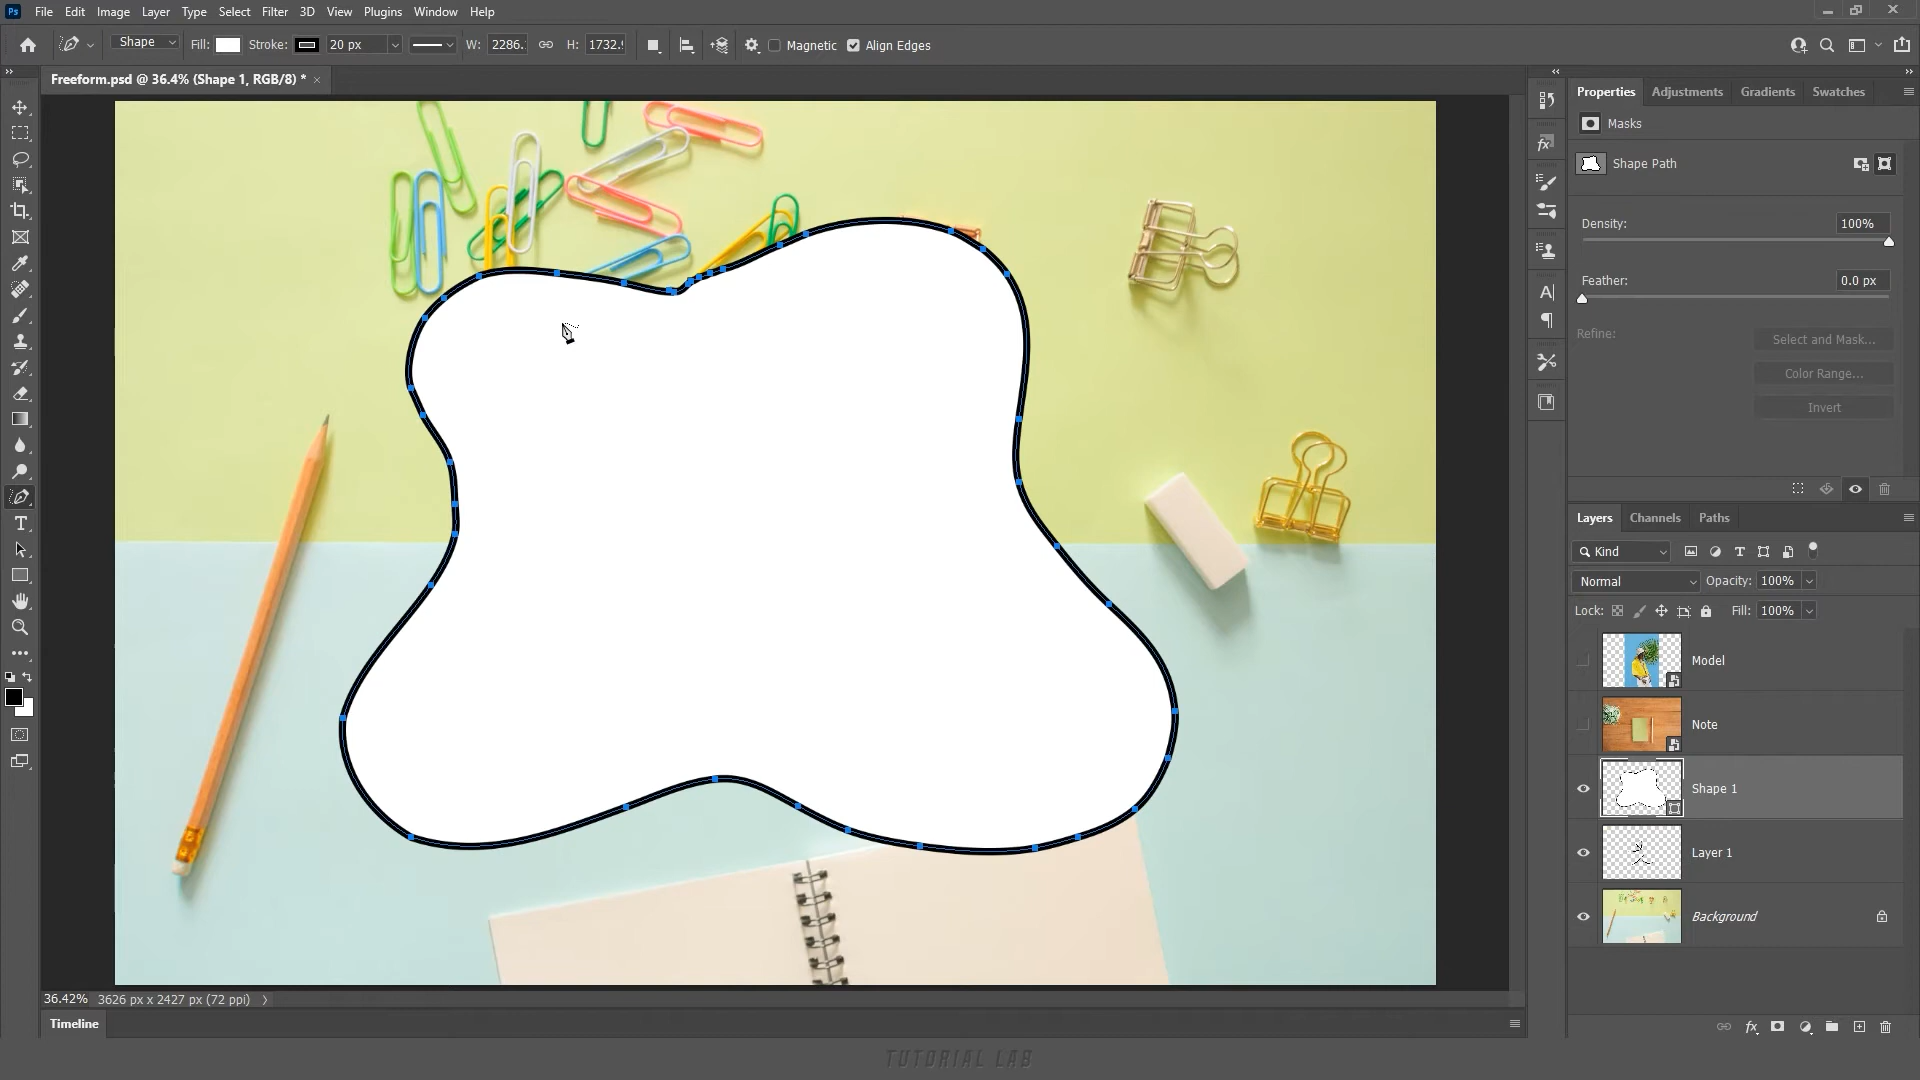 Ps File Edit Image Layer Type Select Filter 3D View Plugins Window Help
Shape Fill: Stroke: 20 px W: 2286. H: 1732. Magnetic Align Edges
Freeform.psd @ 36.4% (Shape 1, RGB/8) * ×
Properties Adjustments Gradients Swatches
Masks
Shape Path
Density: 100%
Feather: 0.0 px
Refine: Select and Mask...
Color Range...
Invert
Layers Channels Paths
Kind
Normal Opacity: 100%
Lock: Fill: 100%
Model
Note
Shape 1
Layer 1
Background
36.42% 3626 px x 2427 px (72 ppi)
Timeline
TUTORIAL LAB